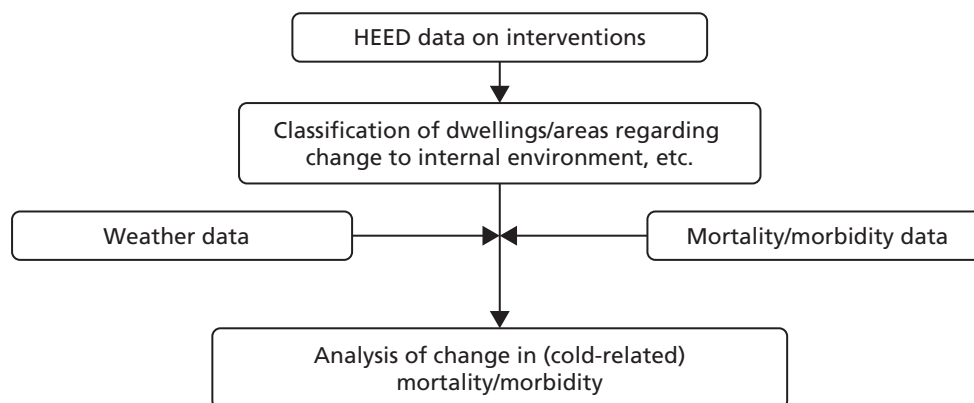 HEED data on interventions
Classification of dwellings/areas regarding
change to internal environment, etc.
Weather data
Mortality/morbidity data
Analysis of change in (cold-related)
mortality/morbidity